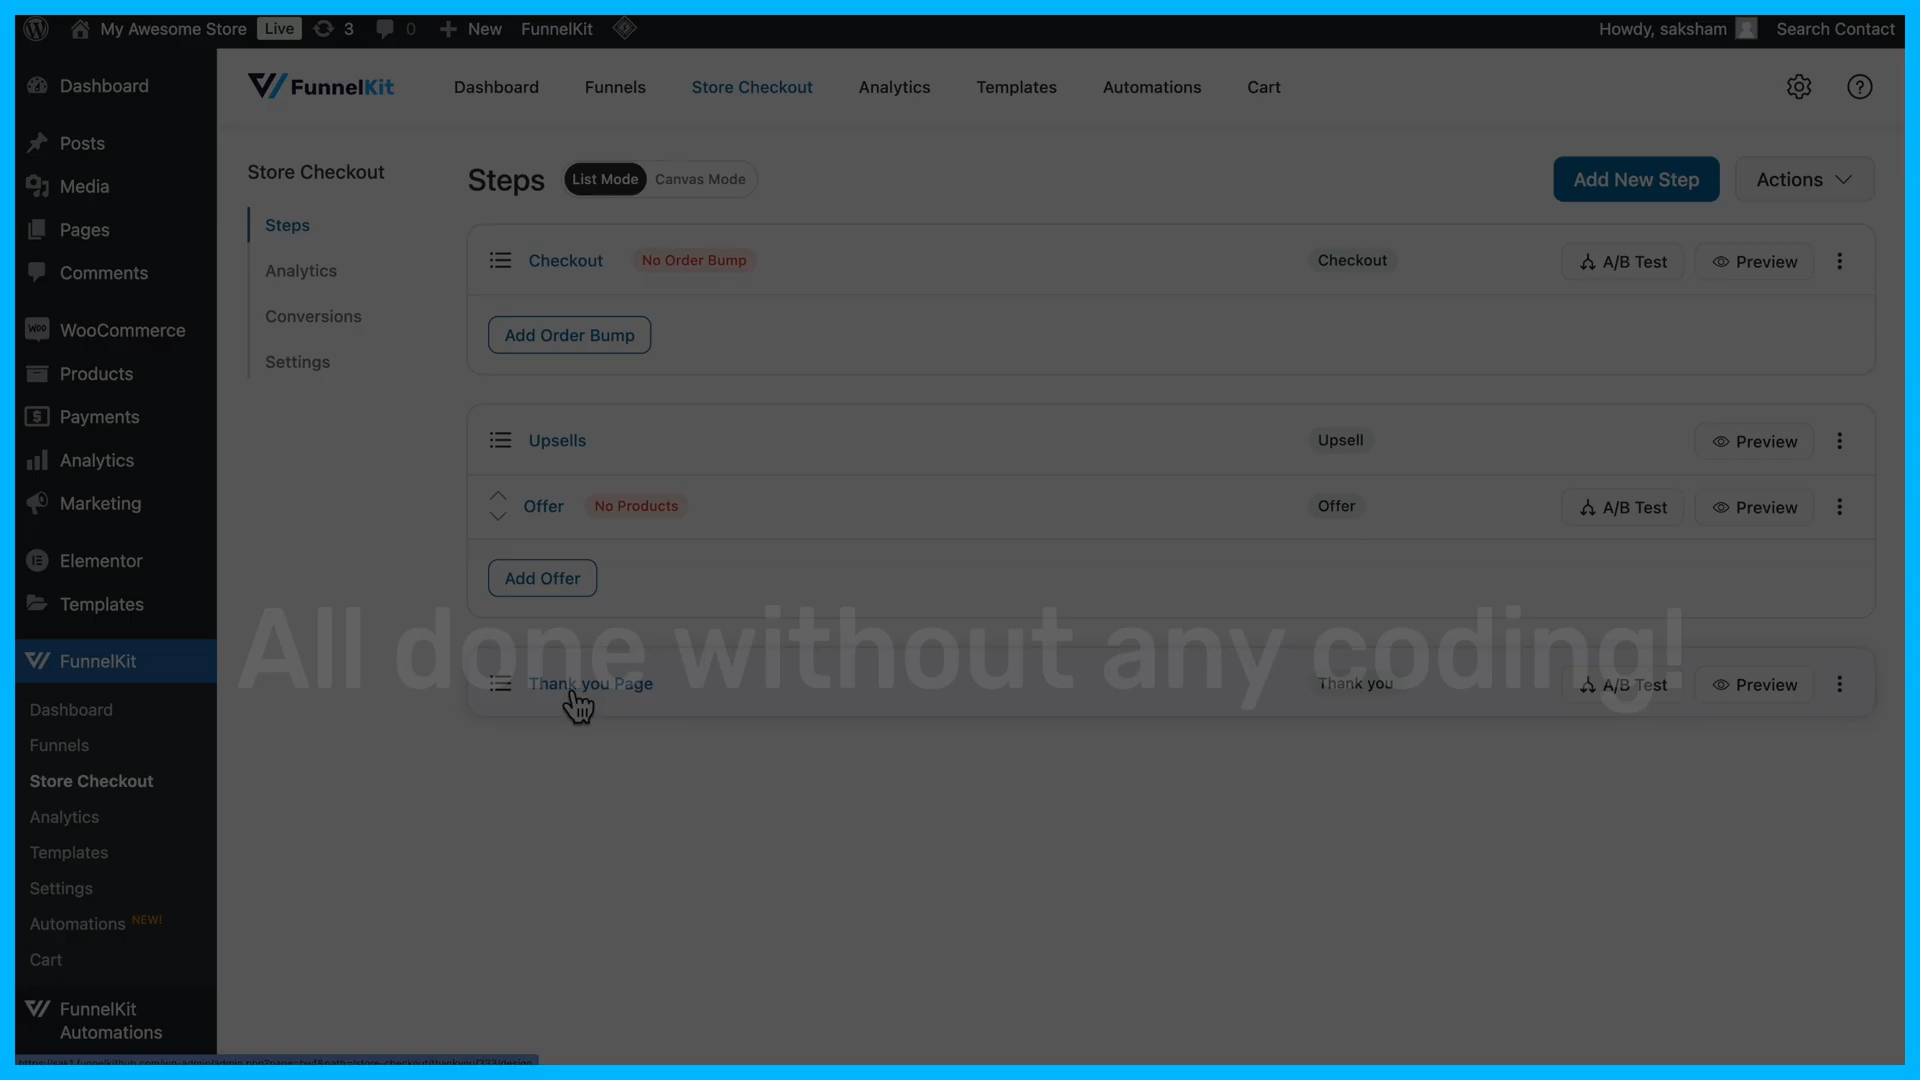 My Awesome Store Live 3 0 New FunnelKit Howdy, saksham Search Contact
Dashboard
Posts
Media
Pages
Comments
WooCommerce
Products
Payments
Analytics
Marketing
Elementor
Templates
FunnelKit
Dashboard
Funnels
Store Checkout
Analytics
Templates
Settings
Automations NEW!
Cart
FunnelKit
Automations
FunnelKit Dashboard Funnels Store Checkout Analytics Templates Automations Cart
Store Checkout
Steps
Analytics
Conversions
Settings
Steps List Mode Canvas Mode Add New Step Actions
Checkout No Order Bump Checkout A/B Test Preview
Add Order Bump
Upsells Upsell Preview
Offer No Products Offer A/B Test Preview
Add Offer
All done without any coding!
Thank you Page Thank you A/B Test Preview